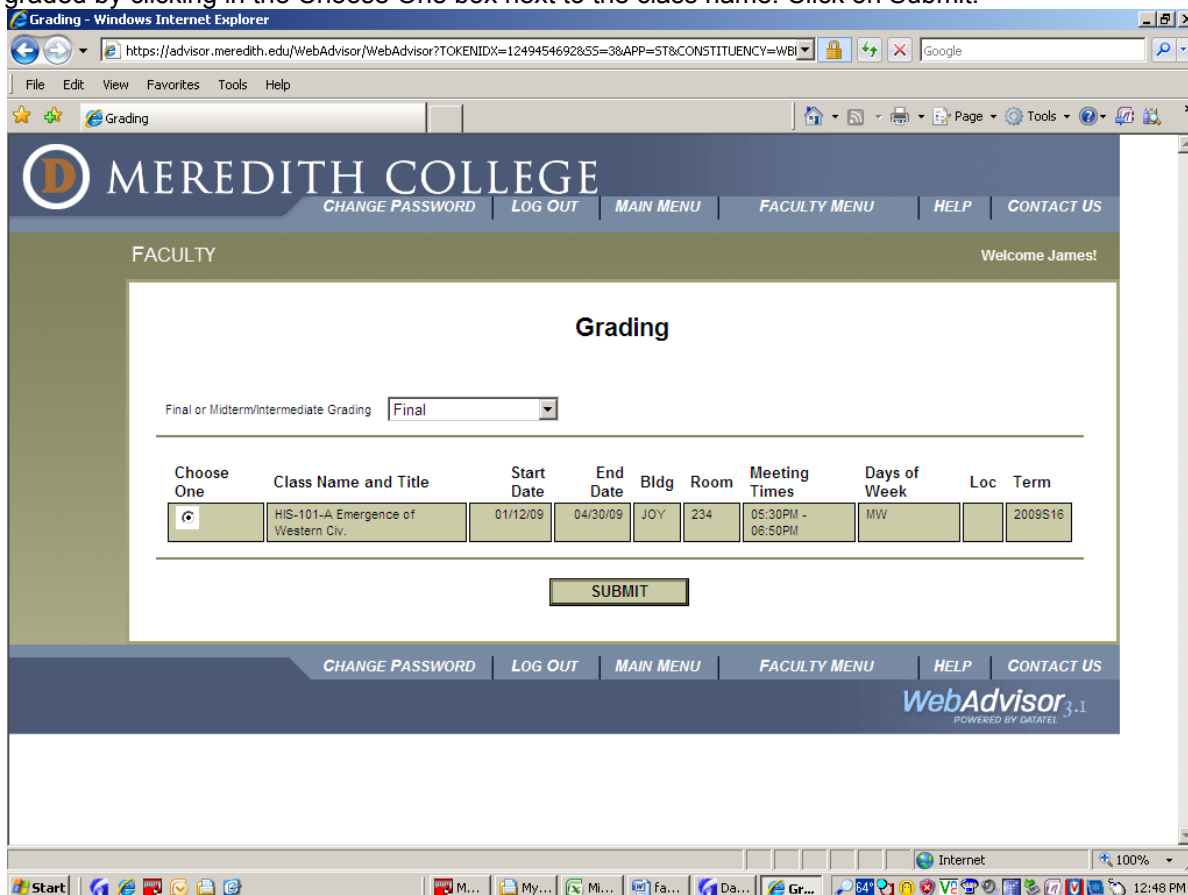 graded by clicking in the Choose One box next to the class name. Click on Submit.
Grading - Windows Internet Explorer
https://advisor.meredith.edu/WebAdvisor/WebAdvisor?TOKENIDX=1249454692&SS=3&APP=ST&CONSTITUENCY=WB
Google
File Edit View Favorites Tools Help
Grading
Page Tools
D MEREDITH COLLEGE
CHANGE PASSWORD LOG OUT MAIN MENU FACULTY MENU HELP CONTACT US
FACULTY Welcome James!
Grading
Final or Midterm/Intermediate Grading Final
Choose One Class Name and Title Start Date End Date Bldg Room Meeting Times Days of Week Loc Term
HIS-101-A Emergence of Western Civ. 01/12/09 04/30/09 JOY 234 05:30PM - 06:50PM MW 2009S16
SUBMIT
CHANGE PASSWORD LOG OUT MAIN MENU FACULTY MENU HELP CONTACT US
WebAdvisor 3.1
POWERED BY DATATEL
Internet 100%
Start M... My... Mi... fa... Da... Gr... 64° 12:48 PM